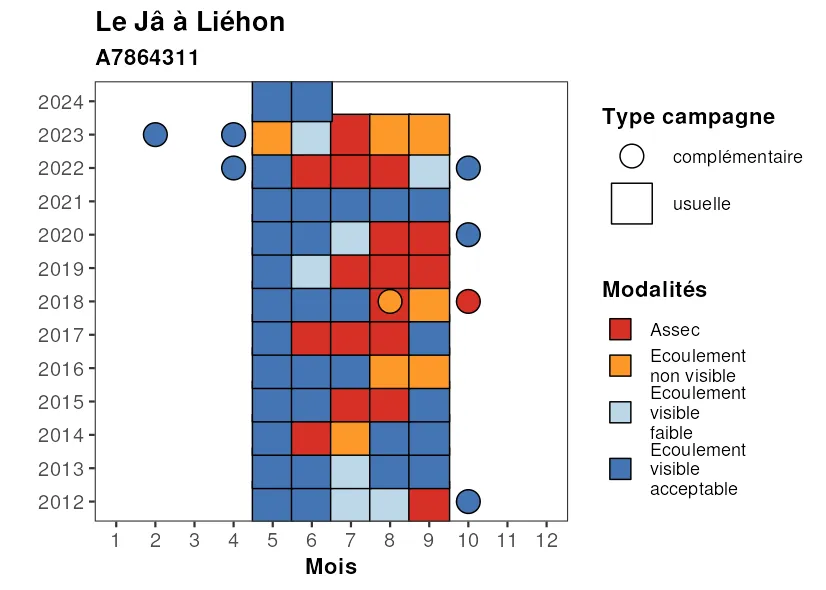 Le Jâ à Liéhon
A7864311
2024
2023
2022
2021
2020
2019
2018
2017
2016
2015
2014
2013
2012
1 2 3 4 5 6 7 8 9 10 11 12
Mois
Type campagne
complémentaire
usuelle
Modalités
Assec
Ecoulement
non visible
Ecoulement
visible
faible
Ecoulement
visible
acceptable